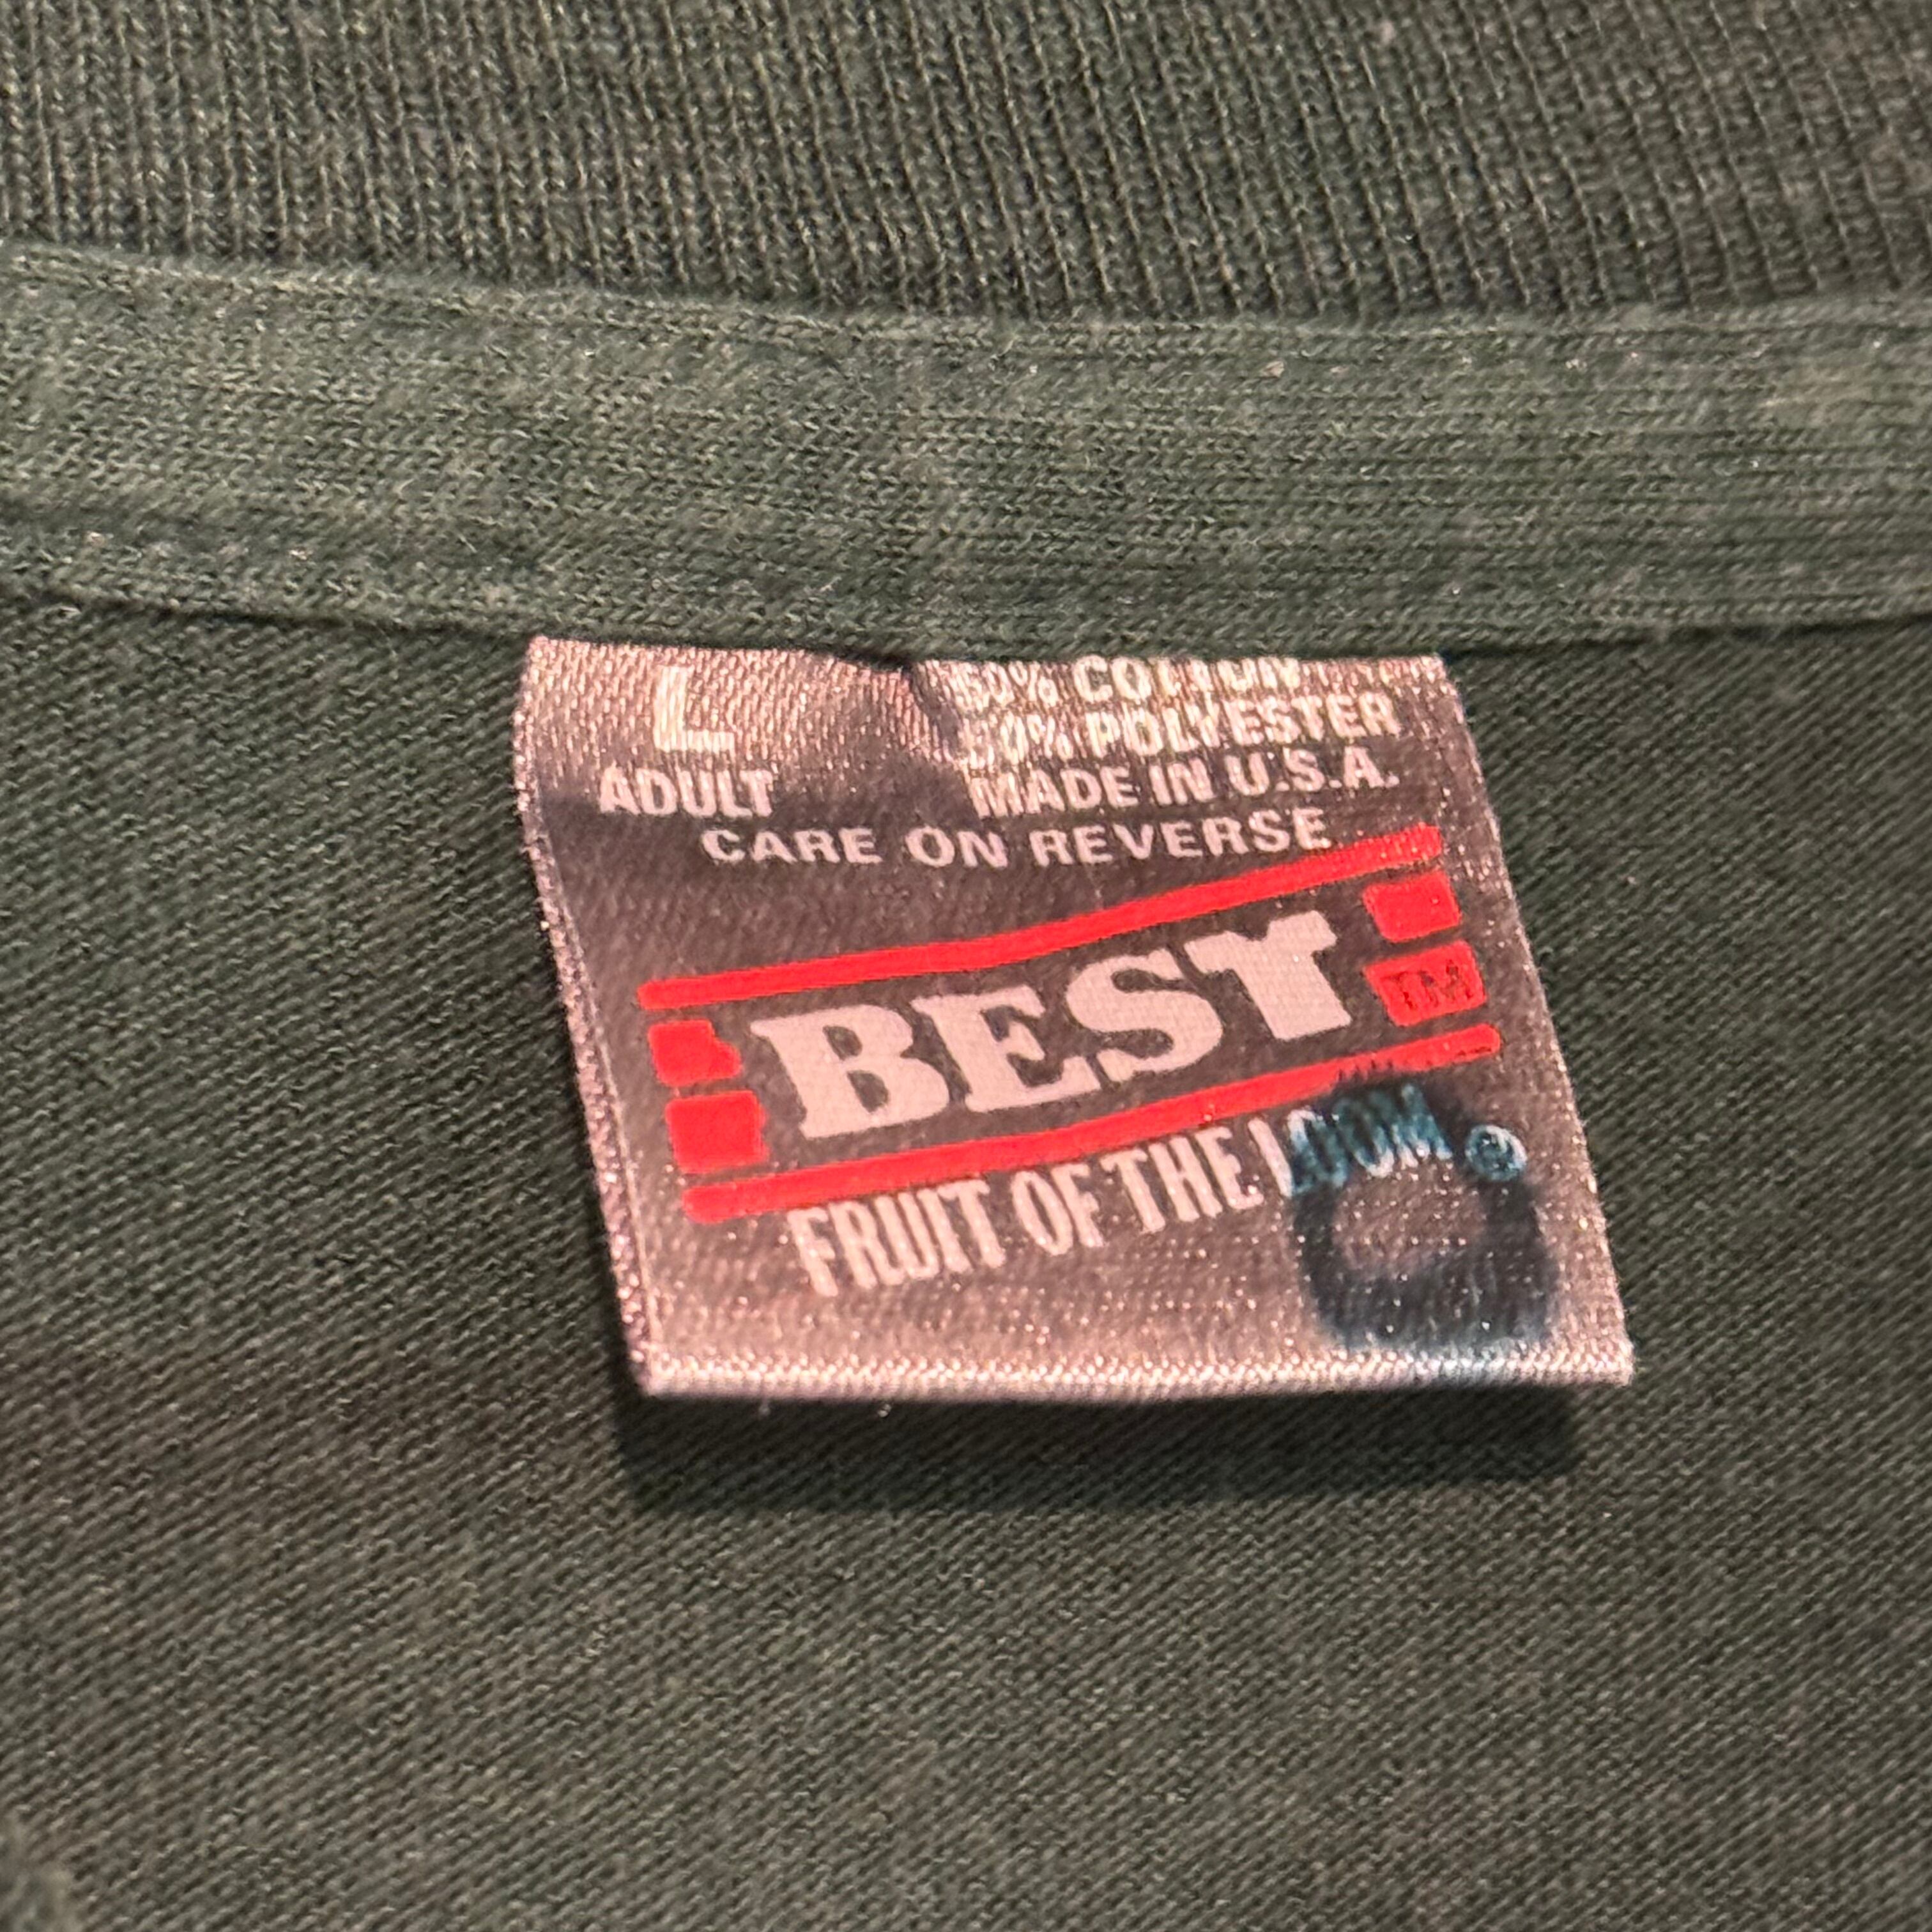 L
50% COTTON
50% POLYESTER
ADULT
MADE IN U.S.A.
CARE ON REVERSE
BEST
TM
FRUIT OF THE LOOM ®